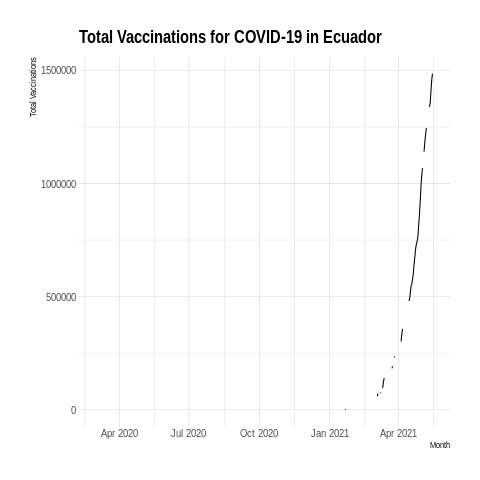 Total Vaccinations for COVID-19 in Ecuador
Total Vaccinations
1500000
1000000
500000
0
Apr 2020 Jul 2020 Oct 2020 Jan 2021 Apr 2021
Month